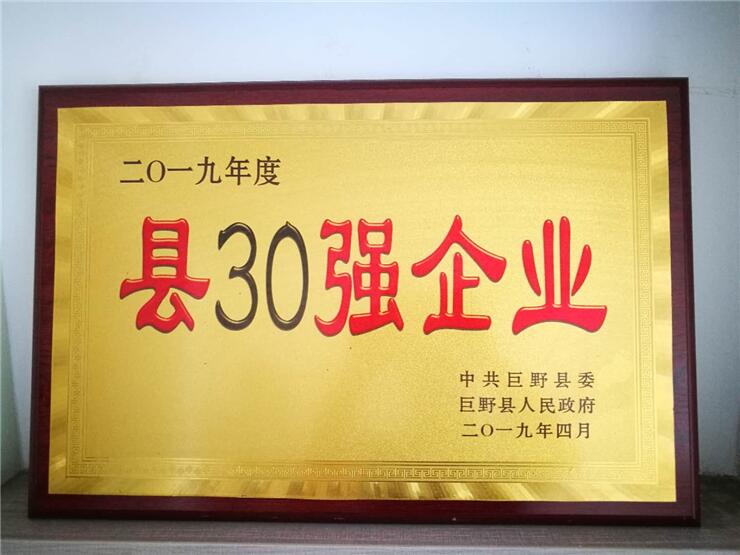 二〇一九年度
县30强企业
中共巨野县委
巨野县人民政府
二〇一九年四月